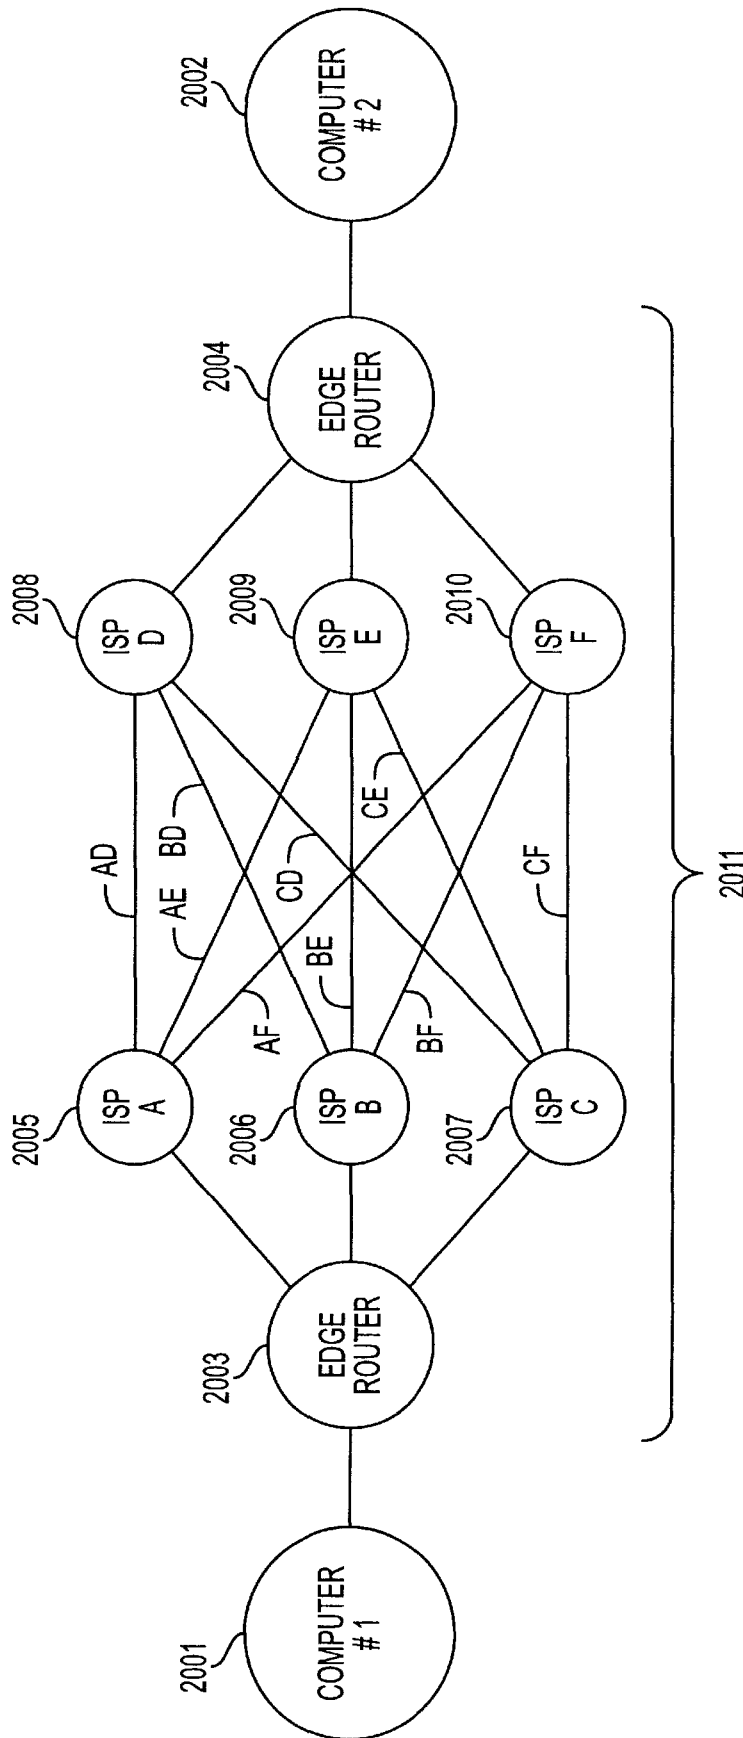 2001
COMPUTER
# 1
2003
EDGE
ROUTER
2005
ISP
A
2006
ISP
B
2007
ISP
C
AD
AE
BD
AF
CD
BE
CE
BF
CF
2008
ISP
D
2009
ISP
E
2010
ISP
F
2004
EDGE
ROUTER
2002
COMPUTER
# 2
2011